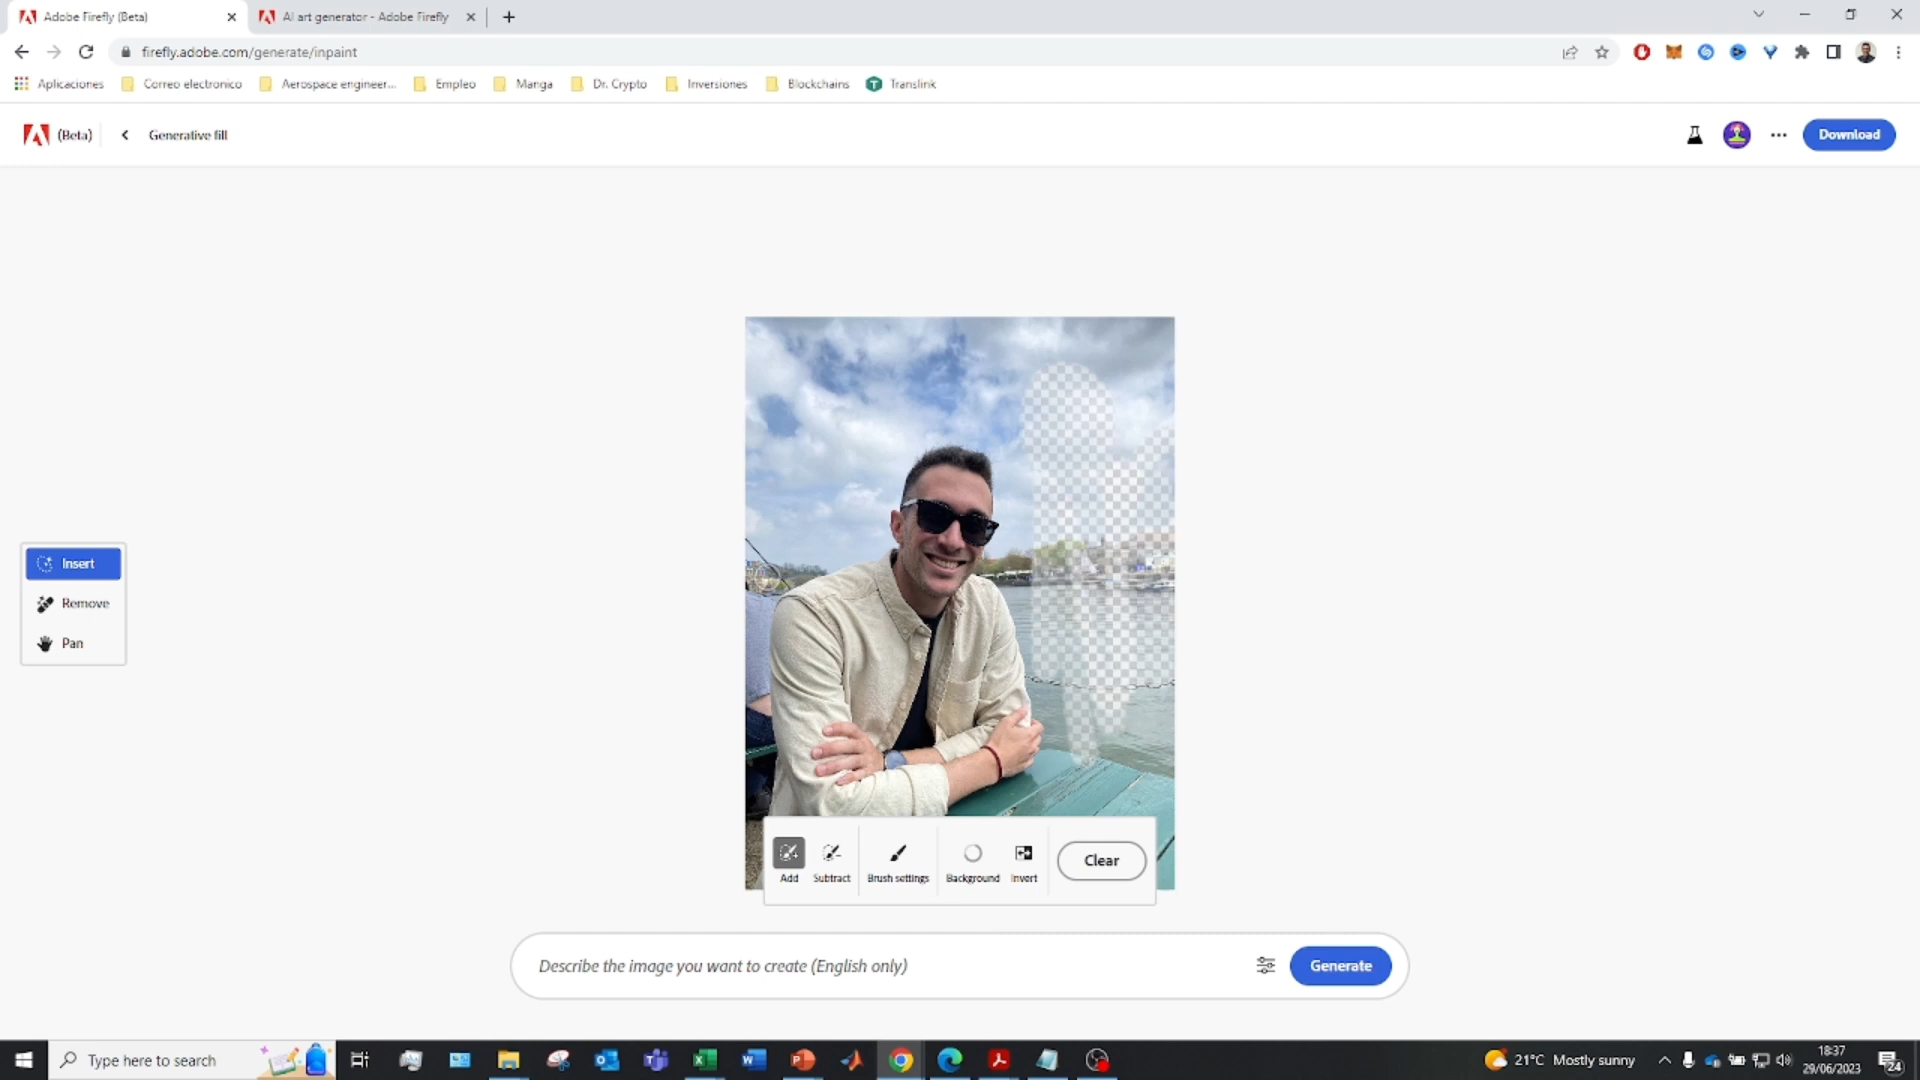 Adobe Firefly (Beta)
AI art generator - Adobe Firefly
firefly.adobe.com/generate/inpaint
Aplicaciones
Correo electronico
Aerospace engineer...
Empleo
Manga
Dr. Crypto
Inversiones
Blockchains
T
Translink
(Beta)
Generative fill
Download
Insert
Remove
Pan
Add
Subtract
Brush settings
Background
Invert
Clear
Describe the image you want to create (English only)
Generate
Type here to search
21°C Mostly sunny
18:37
29/06/2023
24